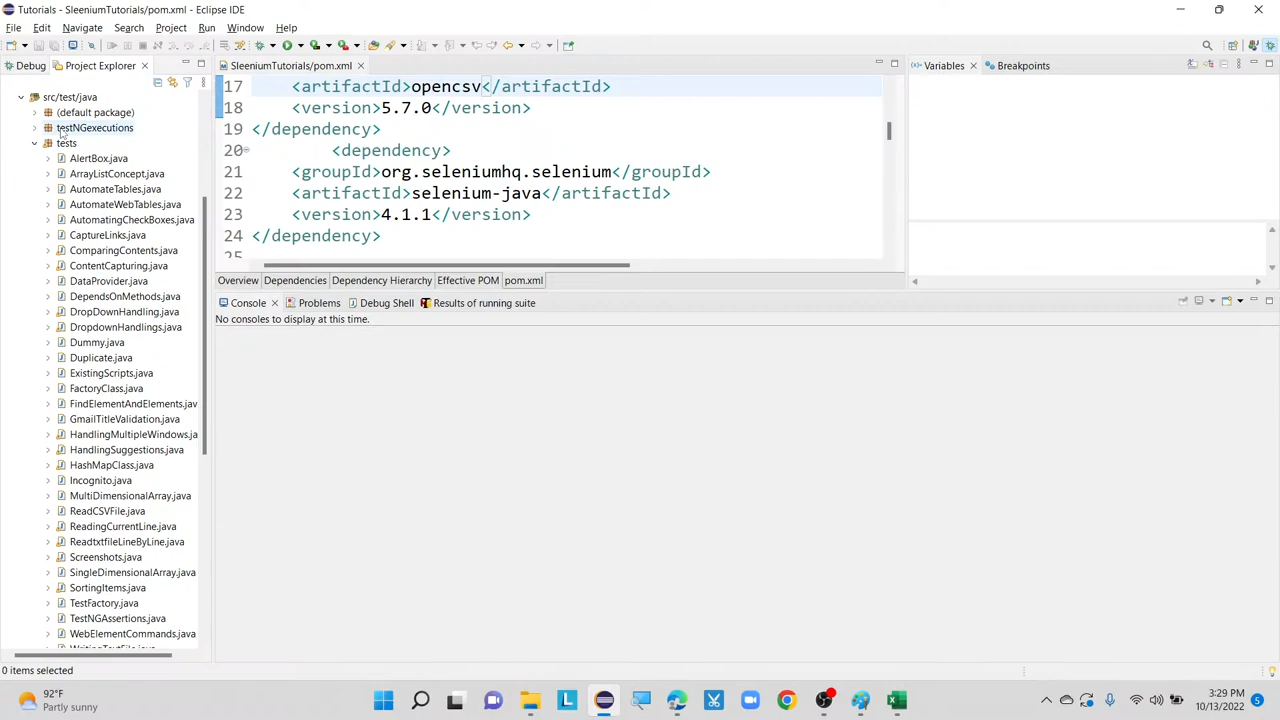 Tutorials - SleeniumTutorials/pom.xml - Eclipse IDE
File Edit Navigate Search Project Run Window Help
Debug Project Explorer
SleeniumTutorials/pom.xml
Variables Breakpoints
src/test/java
(default package)
testNGexecutions
tests
AlertBox.java
ArrayListConcept.java
AutomateTables.java
AutomateWebTables.java
AutomatingCheckBoxes.java
CaptureLinks.java
ComparingContents.java
ContentCapturing.java
DataProvider.java
DependsOnMethods.java
DropDownHandling.java
DropdownHandlings.java
Dummy.java
Duplicate.java
ExistingScripts.java
FactoryClass.java
FindElementAndElements.jav
GmailTitleValidation.java
HandlingMultipleWindows.ja
HandlingSuggestions.java
HashMapClass.java
Incognito.java
MultiDimensionalArray.java
ReadCSVFile.java
ReadingCurrentLine.java
ReadtxtfileLineByLine.java
Screenshots.java
SingleDimensionalArray.java
SortingItems.java
TestFactory.java
TestNGAssertions.java
WebElementCommands.java
WritingTextFile.java
17 <artifactId>opencsv</artifactId>
18 <version>5.7.0</version>
19 </dependency>
20 <dependency>
21 <groupId>org.seleniumhq.selenium</groupId>
22 <artifactId>selenium-java</artifactId>
23 <version>4.1.1</version>
24 </dependency>
25
Overview Dependencies Dependency Hierarchy Effective POM pom.xml
Console Problems Debug Shell Results of running suite
No consoles to display at this time.
0 items selected
92°F
Partly sunny
3:29 PM
10/13/2022
5